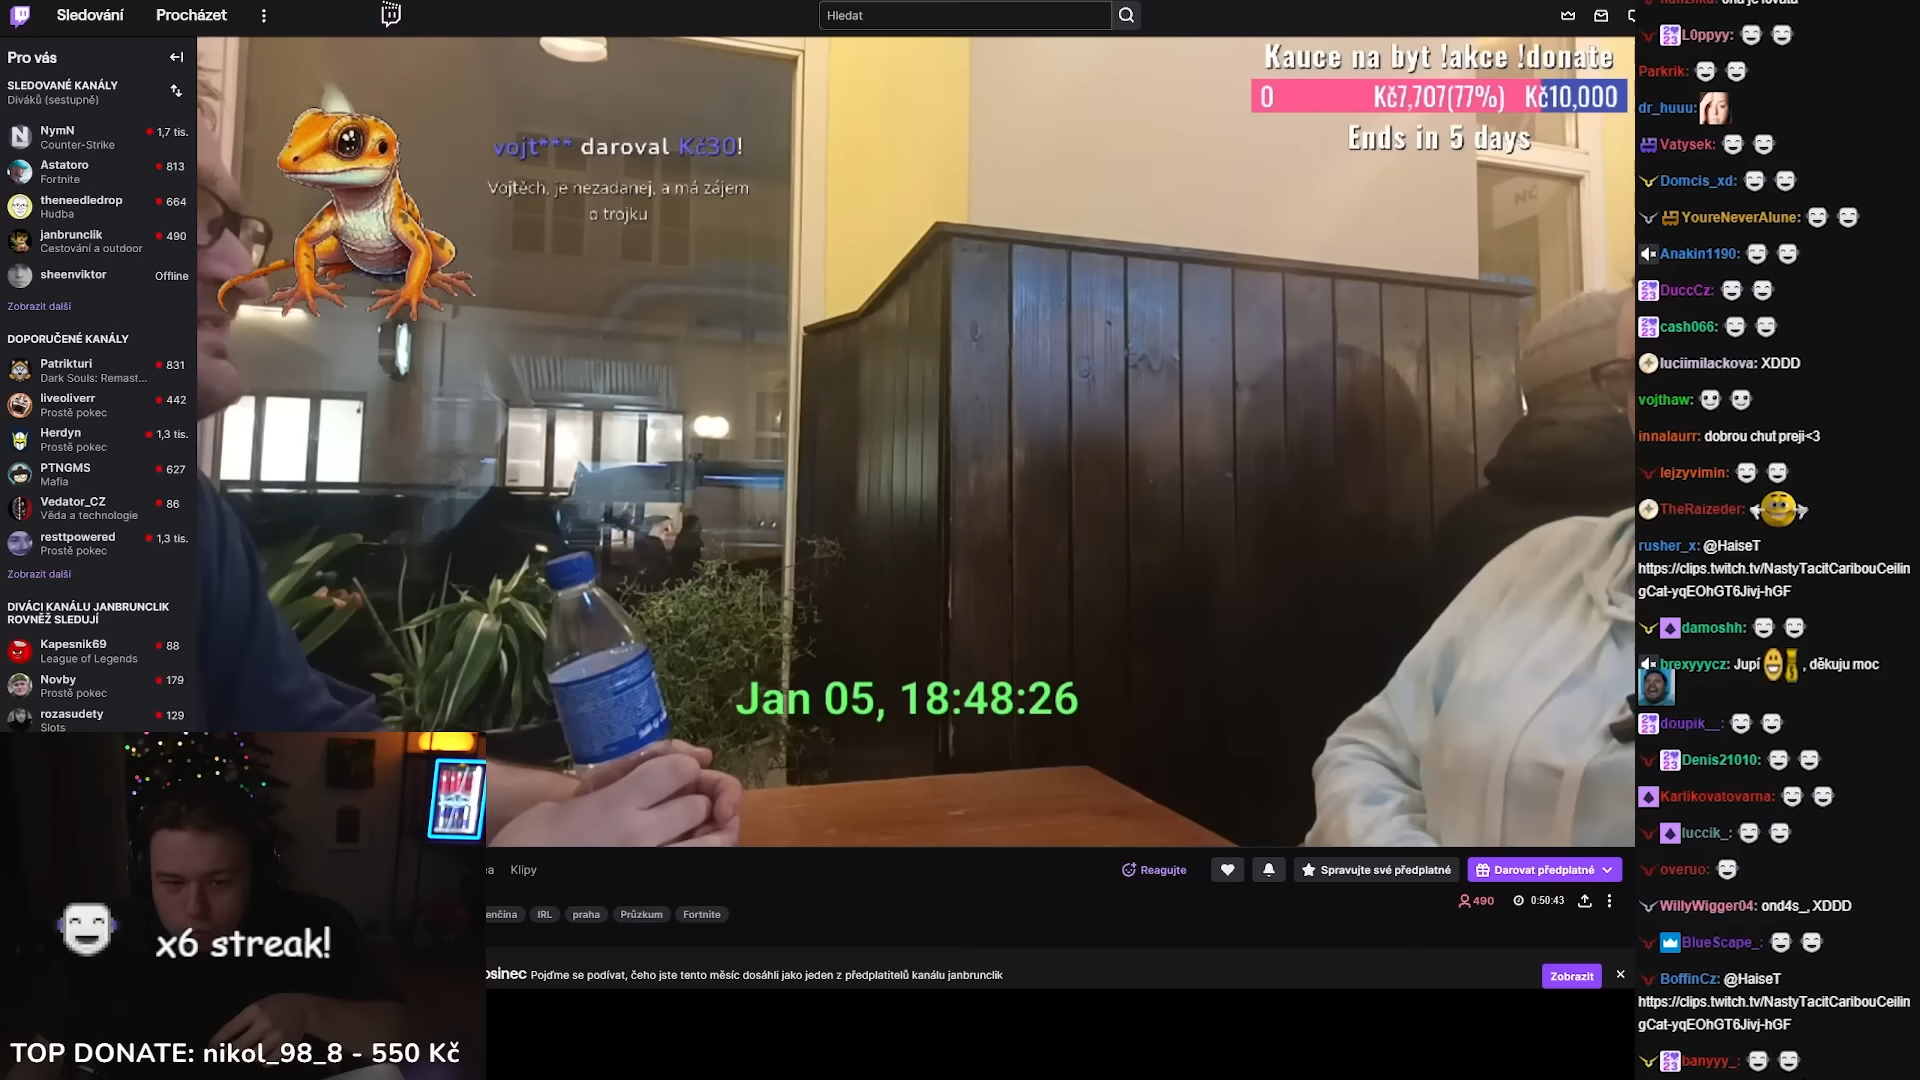 Sledování
Procházet
Hledat
Pro vás
SLEDOVANÉ KANÁLY
Diváků (sestupně)
NymN
1,7 tis.
Counter-Strike
Astatoro
813
Fortnite
theneedledrop
664
Hudba
janbrunclik
490
Cestování a outdoor
sheenviktor
Offline
Zobrazit další
DOPORUČENÉ KANÁLY
Patrikturi
831
Dark Souls: Remast...
liveoliverr
442
Prostě pokec
Herdyn
1,3 tis.
Prostě pokec
PTNGMS
627
Mafia
Vedator_CZ
86
Věda a technologie
resttpowered
1,3 tis.
Prostě pokec
Zobrazit další
DIVÁCI KANÁLU JANBRUNCLIK
ROVNĚŽ SLEDUJÍ
Kapesnik69
88
League of Legends
Novby
179
Prostě pokec
rozasudety
129
Slots
vojt*** daroval Kč30!
Vojtěch, je nezadanej, a má zájem
o trojku
Kauce na byt !akce !donate
0 Kč7,707(77%) Kč10,000
Ends in 5 days
Jan 05, 18:48:26
x6 streak!
TOP DONATE: nikol_98_8 - 550 Kč
Klipy
Reagujte
Spravujte své předplatné
Darovat předplatné
490
0:50:43
enčina
IRL
praha
Průzkum
Fortnite
osinec Pojďme se podívat, čeho jste tento měsíc dosáhli jako jeden z předplatitelů kanálu janbrunclik
Zobrazit
L0ppyy:
Parkrik:
dr_huuu:
Vatysek:
Domcis_xd:
YoureNeverAlune:
Anakin1190:
DuccCz:
cash066:
luciimilackova: XDDD
vojthaw:
innalaurr: dobrou chut preji<3
lejzyvimin:
TheRaizeder:
rusher_x: @HaiseT
https://clips.twitch.tv/NastyTacitCaribouCeilin
gCat-yqEOhGT6Jivj-hGF
damoshh:
brexyyycz: Jupí , děkuju moc
doupik__:
Denis21010:
Karlikovatovarna:
luccik_:
overuo:
WillyWigger04: ond4s_, XDDD
BlueScape_:
BoffinCz: @HaiseT
https://clips.twitch.tv/NastyTacitCaribouCeilin
gCat-yqEOhGT6Jivj-hGF
banyyy_: